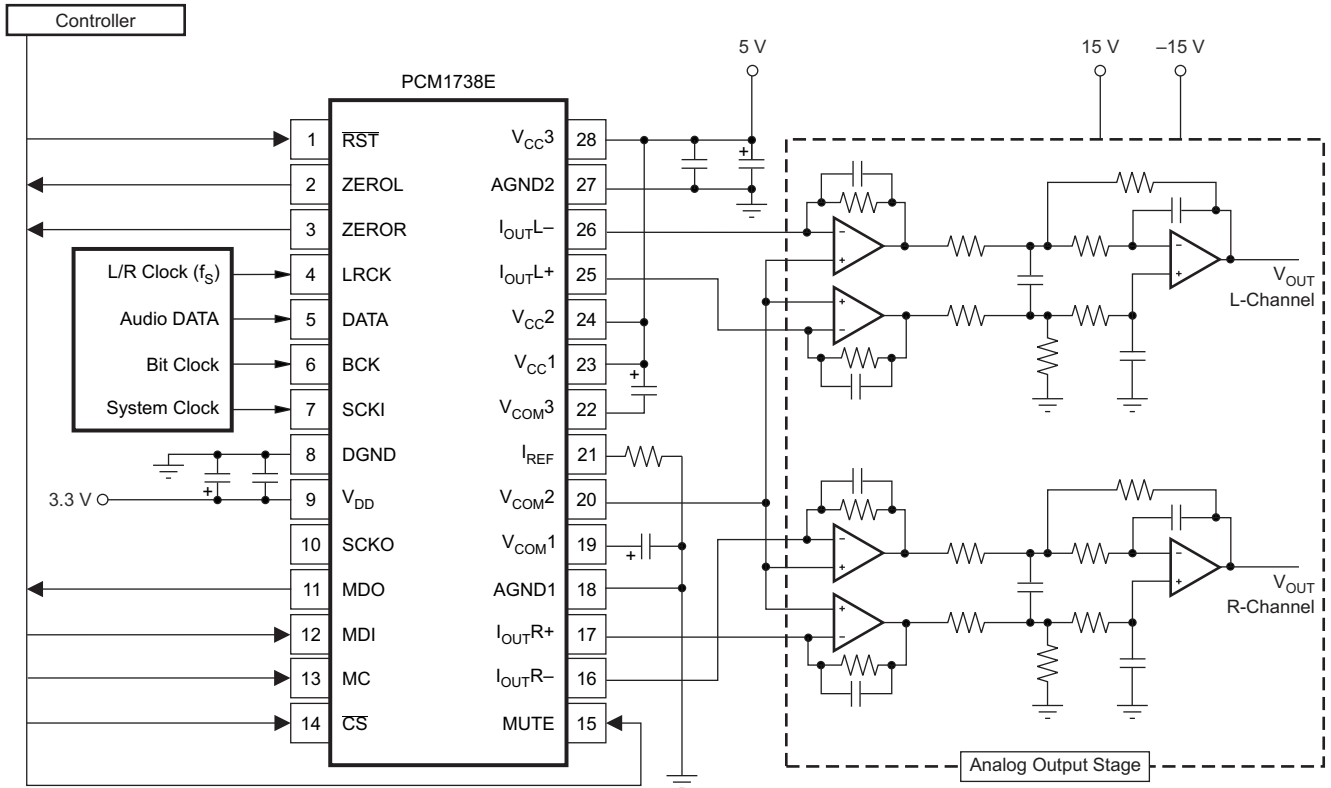 Controller
5 V
15 V
–15 V
PCM1738E
1 RST VCC3 28
2 ZEROL AGND2 27
3 ZEROR IOUTL– 26
L/R Clock (fS) 4 LRCK IOUTL+ 25
Audio DATA 5 DATA VCC2 24
Bit Clock 6 BCK VCC1 23
System Clock 7 SCKI VCOM3 22
8 DGND IREF 21
3.3 V 9 VDD VCOM2 20
10 SCKO VCOM1 19
11 MDO AGND1 18
12 MDI IOUTR+ 17
13 MC IOUTR– 16
14 CS MUTE 15
VOUT
L-Channel
VOUT
R-Channel
Analog Output Stage